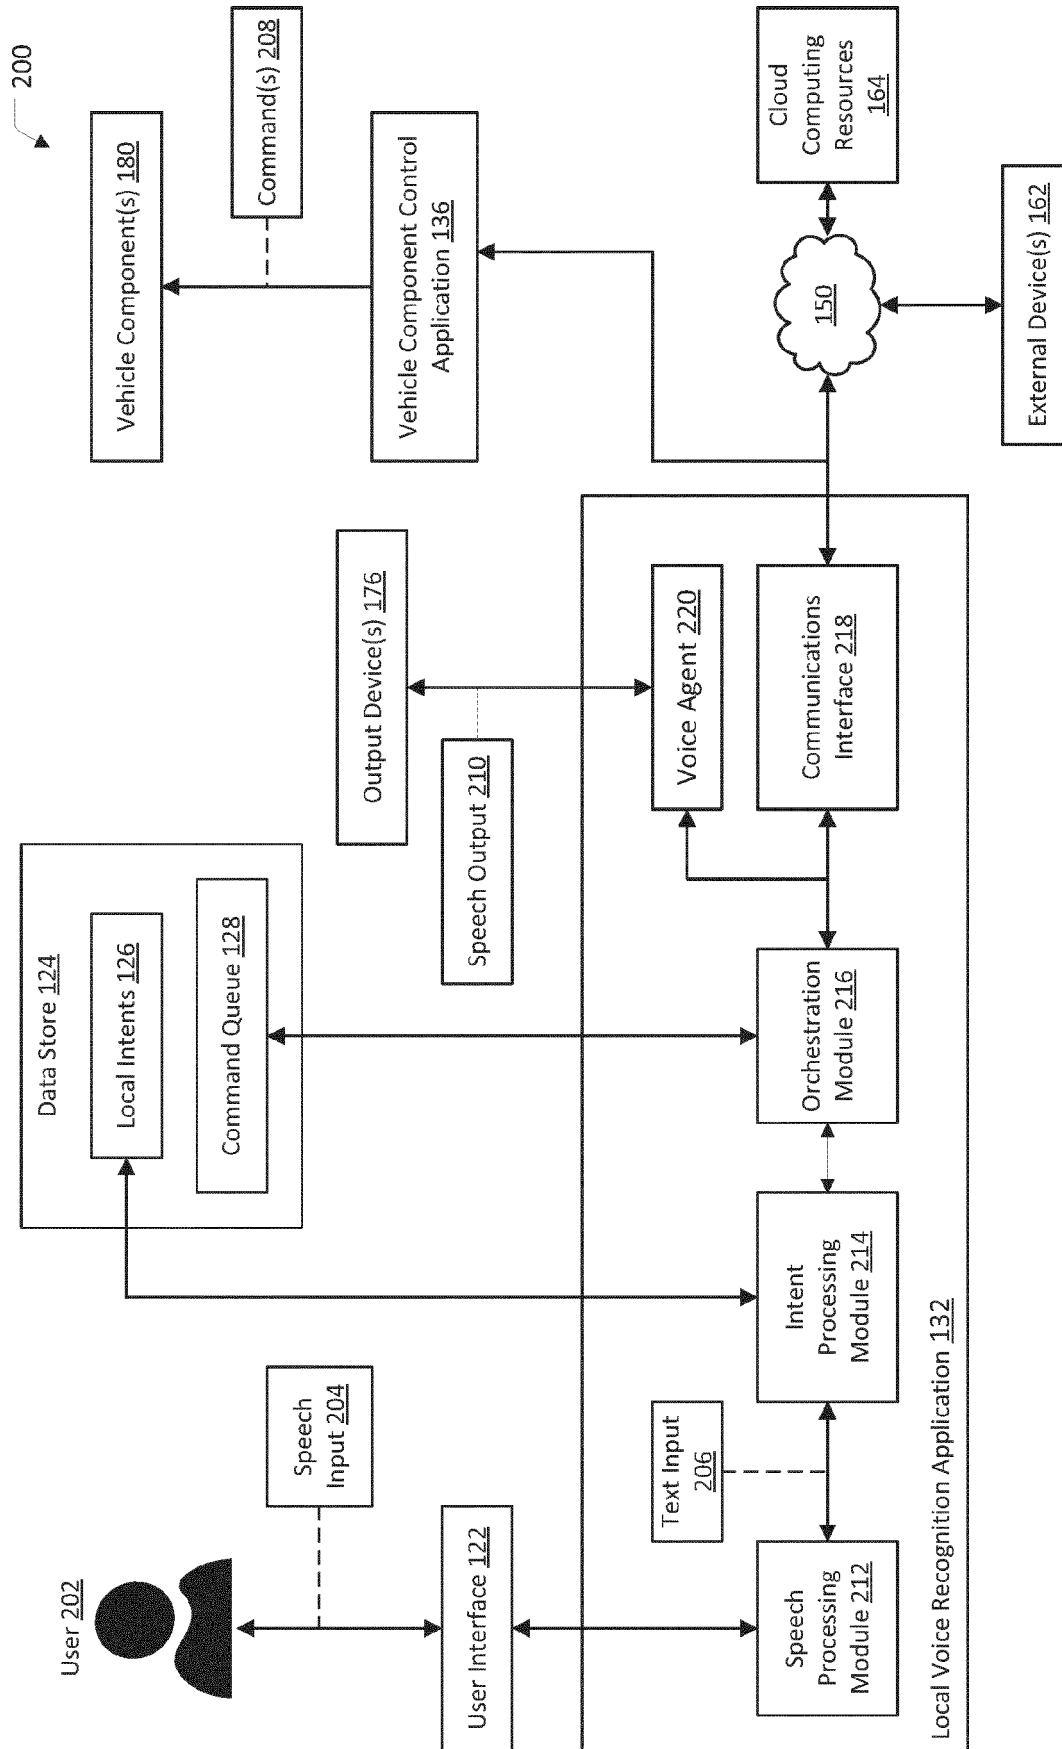 200
User 202
Speech
Input 204
User Interface 122
Data Store 124
Local Intents 126
Command Queue 128
Output Device(s) 176
Speech Output 210
Vehicle Component(s) 180
Command(s) 208
Vehicle Component Control
Application 136
Text Input
206
Speech
Processing
Module 212
Intent
Processing
Module 214
Orchestration
Module 216
Voice Agent 220
Communications
Interface 218
150
Cloud
Computing
Resources
164
External Device(s) 162
Local Voice Recognition Application 132